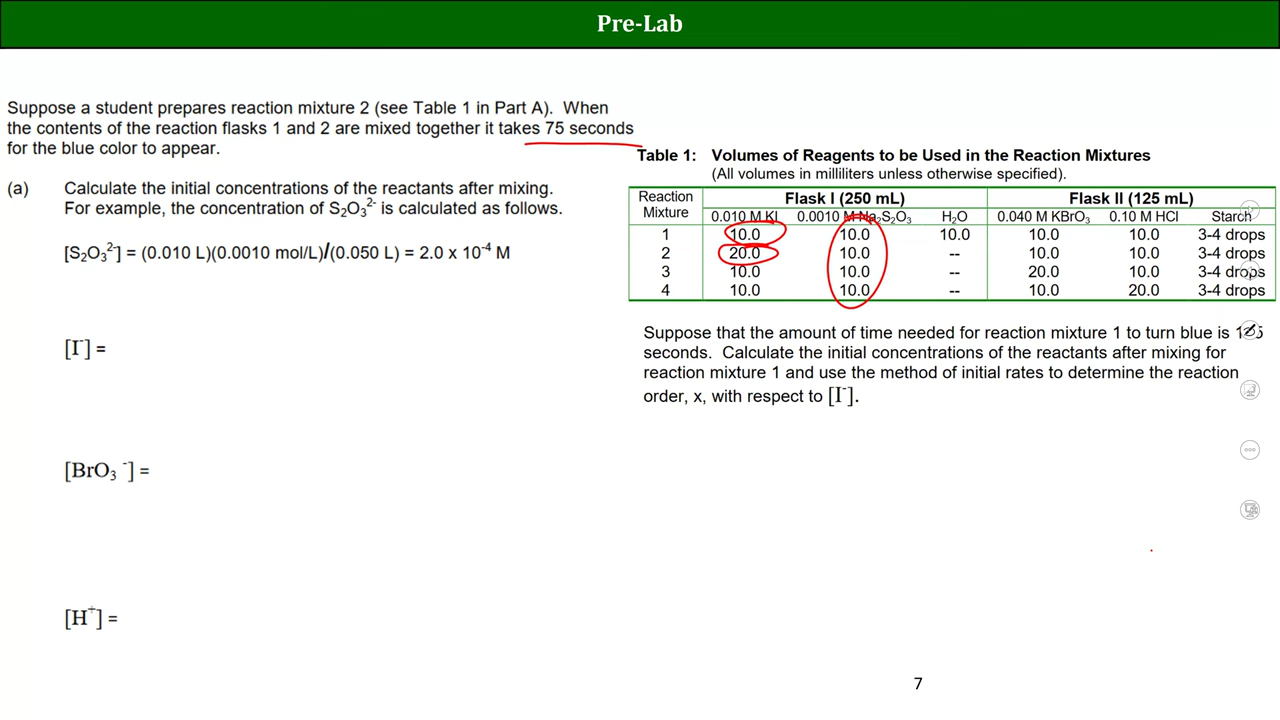 Pre-Lab
Suppose a student prepares reaction mixture 2 (see Table 1 in Part A). When
the contents of the reaction flasks 1 and 2 are mixed together it takes 75 seconds
for the blue color to appear.
(a) Calculate the initial concentrations of the reactants after mixing.
For example, the concentration of S₂O₃²⁻ is calculated as follows.
[S₂O₃²⁻] = (0.010 L)(0.0010 mol/L)/(0.050 L) = 2.0 x 10⁻⁴ M
[I⁻] =
[BrO₃⁻] =
[H⁺] =
Table 1: Volumes of Reagents to be Used in the Reaction Mixtures
(All volumes in milliliters unless otherwise specified).
Reaction Mixture Flask I (250 mL) Flask II (125 mL)
0.010 M KI 0.0010 M Na₂S₂O₃ H₂O 0.040 M KBrO₃ 0.10 M HCl Starch
1 10.0 10.0 10.0 10.0 10.0 3-4 drops
2 20.0 10.0 -- 10.0 10.0 3-4 drops
3 10.0 10.0 -- 20.0 10.0 3-4 drops
4 10.0 10.0 -- 10.0 20.0 3-4 drops
Suppose that the amount of time needed for reaction mixture 1 to turn blue is
seconds. Calculate the initial concentrations of the reactants after mixing for
reaction mixture 1 and use the method of initial rates to determine the reaction
order, x, with respect to [I⁻].
7